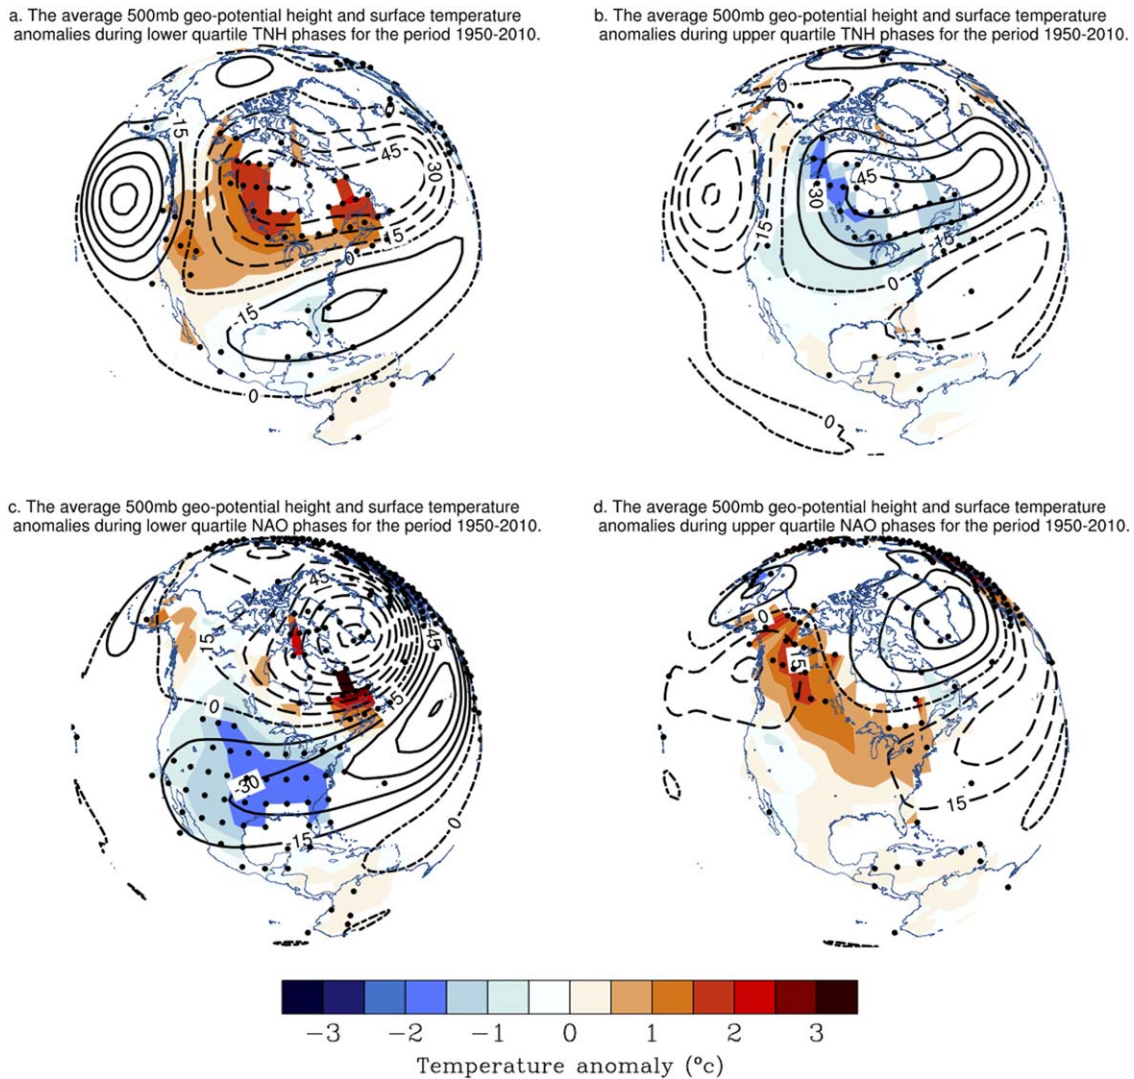 a. The average 500mb geo-potential height and surface temperature
anomalies during lower quartile TNH phases for the period 1950-2010.
b. The average 500mb geo-potential height and surface temperature
anomalies during upper quartile TNH phases for the period 1950-2010.
-15
45
-30
15
0
-15
0
0
-45
-30
-15
-15
0
0
c. The average 500mb geo-potential height and surface temperature
anomalies during lower quartile NAO phases for the period 1950-2010.
d. The average 500mb geo-potential height and surface temperature
anomalies during upper quartile NAO phases for the period 1950-2010.
45
15
-45
-15
0
-30
-15
0
0
15
15
−3 −2 −1 0 1 2 3
Temperature anomaly (°c)